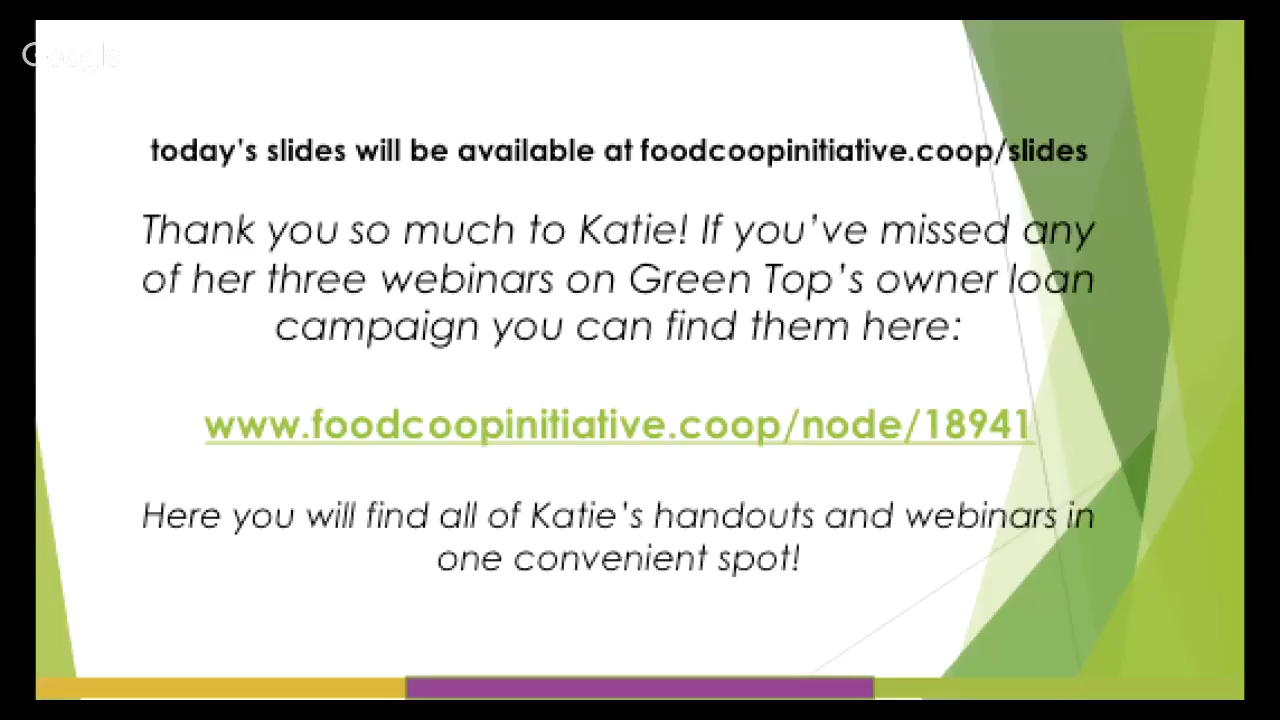 Google
today's slides will be available at foodcoopinitiative.coop/slides
Thank you so much to Katie! If you've missed any
of her three webinars on Green Top's owner loan
campaign you can find them here:
www.foodcoopinitiative.coop/node/18941
Here you will find all of Katie's handouts and webinars in
one convenient spot!